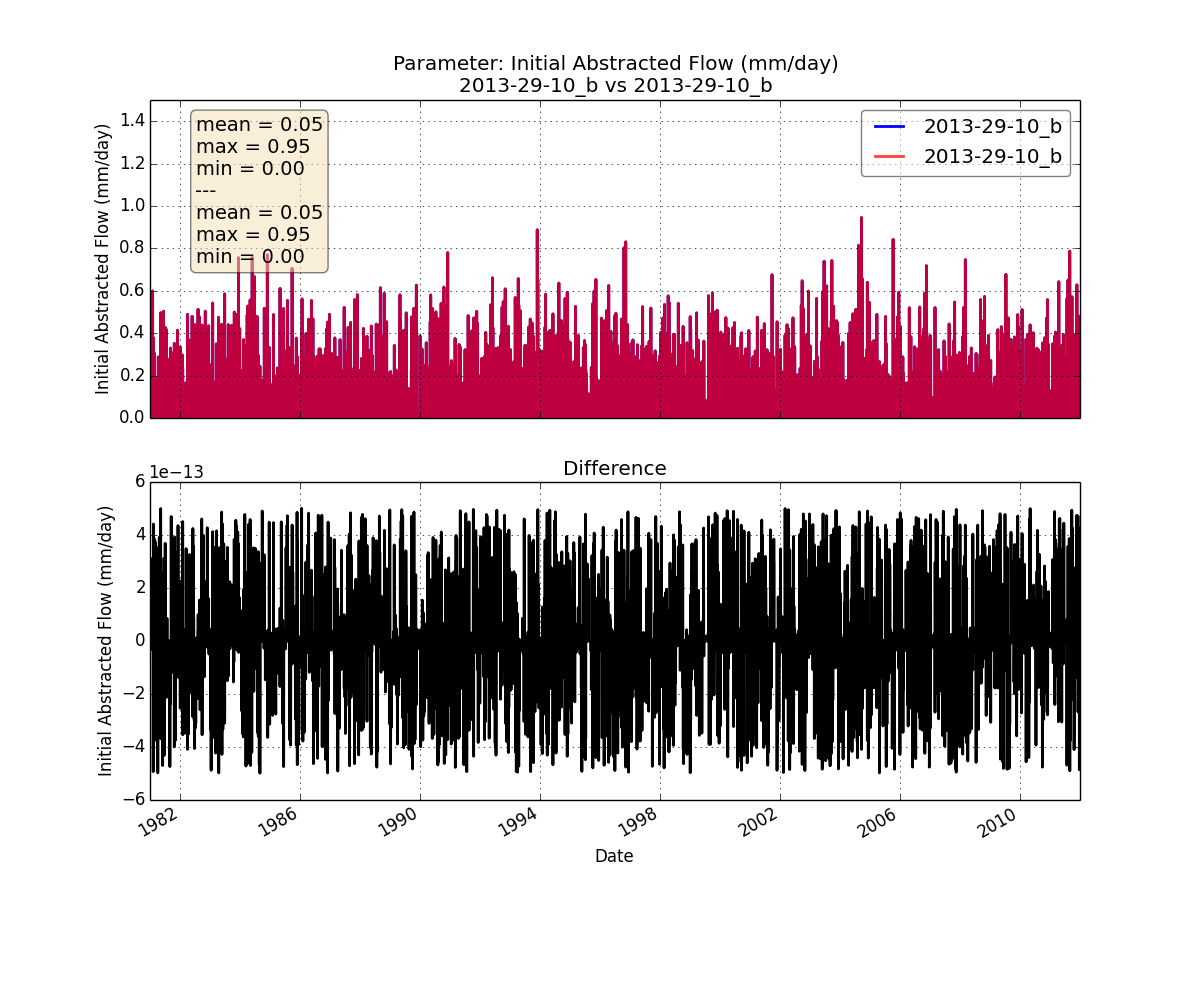 Parameter: Initial Abstracted Flow (mm/day)
2013-29-10_b vs 2013-29-10_b
Initial Abstracted Flow (mm/day)
1.4
1.2
1.0
0.8
0.6
0.4
0.2
0.0
mean = 0.05
max = 0.95
min = 0.00
---
mean = 0.05
max = 0.95
min = 0.00
2013-29-10_b
2013-29-10_b
Difference
1e−13
Initial Abstracted Flow (mm/day)
6
4
2
0
−2
−4
−6
1982
1986
1990
1994
1998
2002
2006
2010
Date